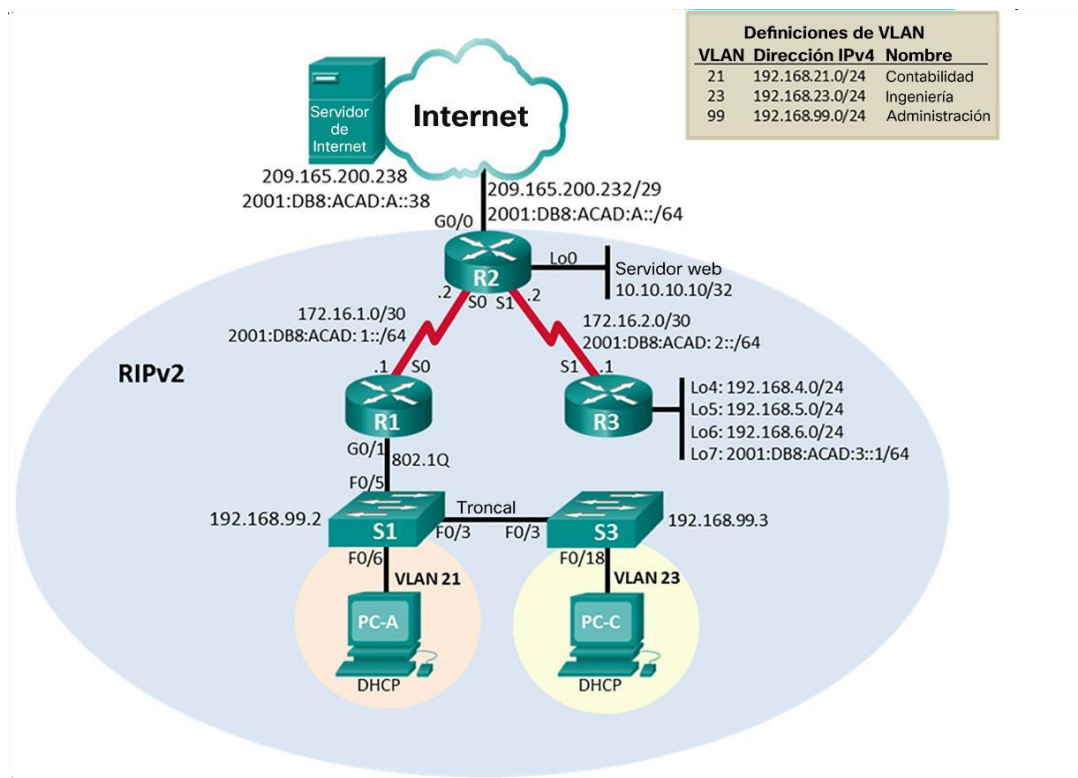 Definiciones de VLAN
VLAN Dirección IPv4 Nombre
21 192.168.21.0/24 Contabilidad
23 192.168.23.0/24 Ingeniería
99 192.168.99.0/24 Administración
Servidor
de
Internet
Internet
209.165.200.238
2001:DB8:ACAD:A::38
209.165.200.232/29
2001:DB8:ACAD:A::/64
G0/0
R2
Lo0
Servidor web
10.10.10.10/32
.2
S0
S1
.2
172.16.1.0/30
2001:DB8:ACAD: 1::/64
172.16.2.0/30
2001:DB8:ACAD: 2::/64
RIPv2
.1
S0
S1
.1
R1
R3
Lo4: 192.168.4.0/24
Lo5: 192.168.5.0/24
Lo6: 192.168.6.0/24
Lo7: 2001:DB8:ACAD:3::1/64
G0/1
802.1Q
F0/5
192.168.99.2
S1
Troncal
F0/3
F0/3
S3
192.168.99.3
F0/6
VLAN 21
F0/18
VLAN 23
PC-A
PC-C
DHCP
DHCP